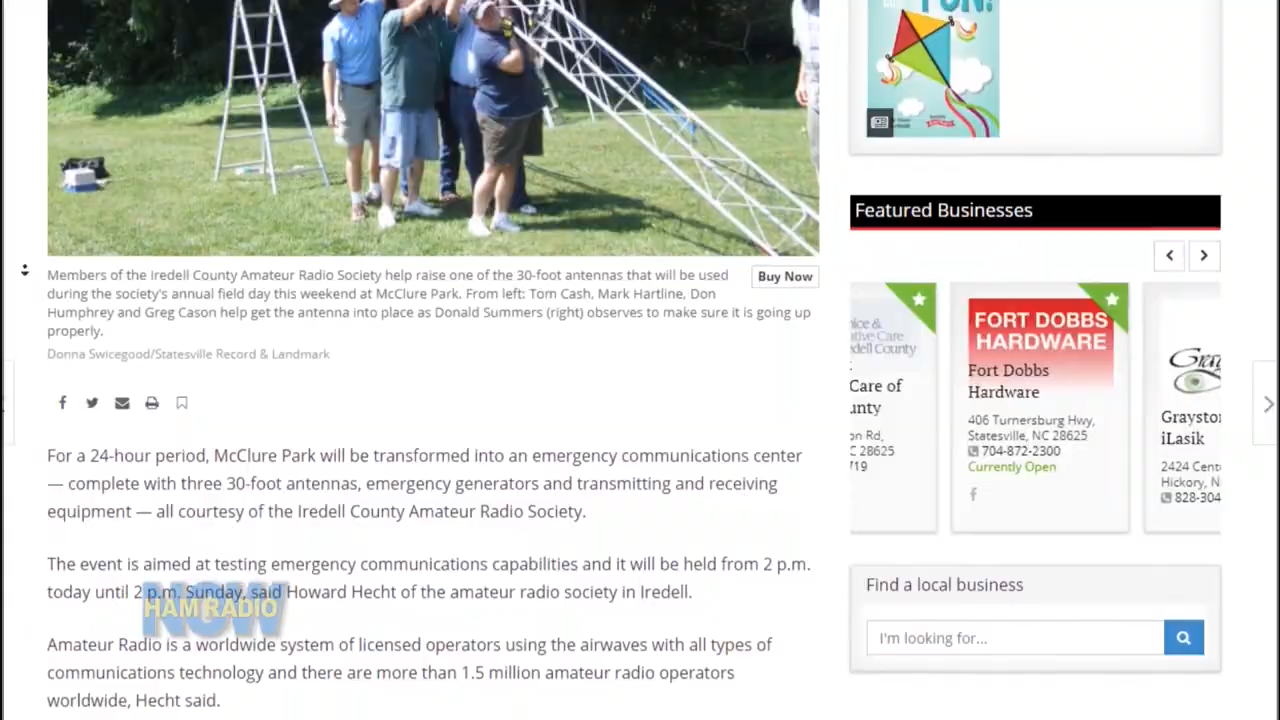 FUN!
Members of the Iredell County Amateur Radio Society help raise one of the 30-foot antennas that will be used
during the society's annual field day this weekend at McClure Park. From left: Tom Cash, Mark Hartline, Don
Humphrey and Greg Cason help get the antenna into place as Donald Summers (right) observes to make sure it is going up
properly.
Buy Now
Donna Swicegood/Statesville Record & Landmark
For a 24-hour period, McClure Park will be transformed into an emergency communications center
— complete with three 30-foot antennas, emergency generators and transmitting and receiving
equipment — all courtesy of the Iredell County Amateur Radio Society.
The event is aimed at testing emergency communications capabilities and it will be held from 2 p.m.
today until 2 p.m. Sunday, said Howard Hecht of the amateur radio society in Iredell.
HAM RADIO
NOW
Amateur Radio is a worldwide system of licensed operators using the airwaves with all types of
communications technology and there are more than 1.5 million amateur radio operators
worldwide, Hecht said.
Featured Businesses
Care of
unty
on Rd,
C 28625
719
FORT DOBBS
HARDWARE
Fort Dobbs
Hardware
406 Turnersburg Hwy,
Statesville, NC 28625
704-872-2300
Currently Open
Gray
Grayston
iLasik
2424 Cent
Hickory, N
828-304
Find a local business
I'm looking for...